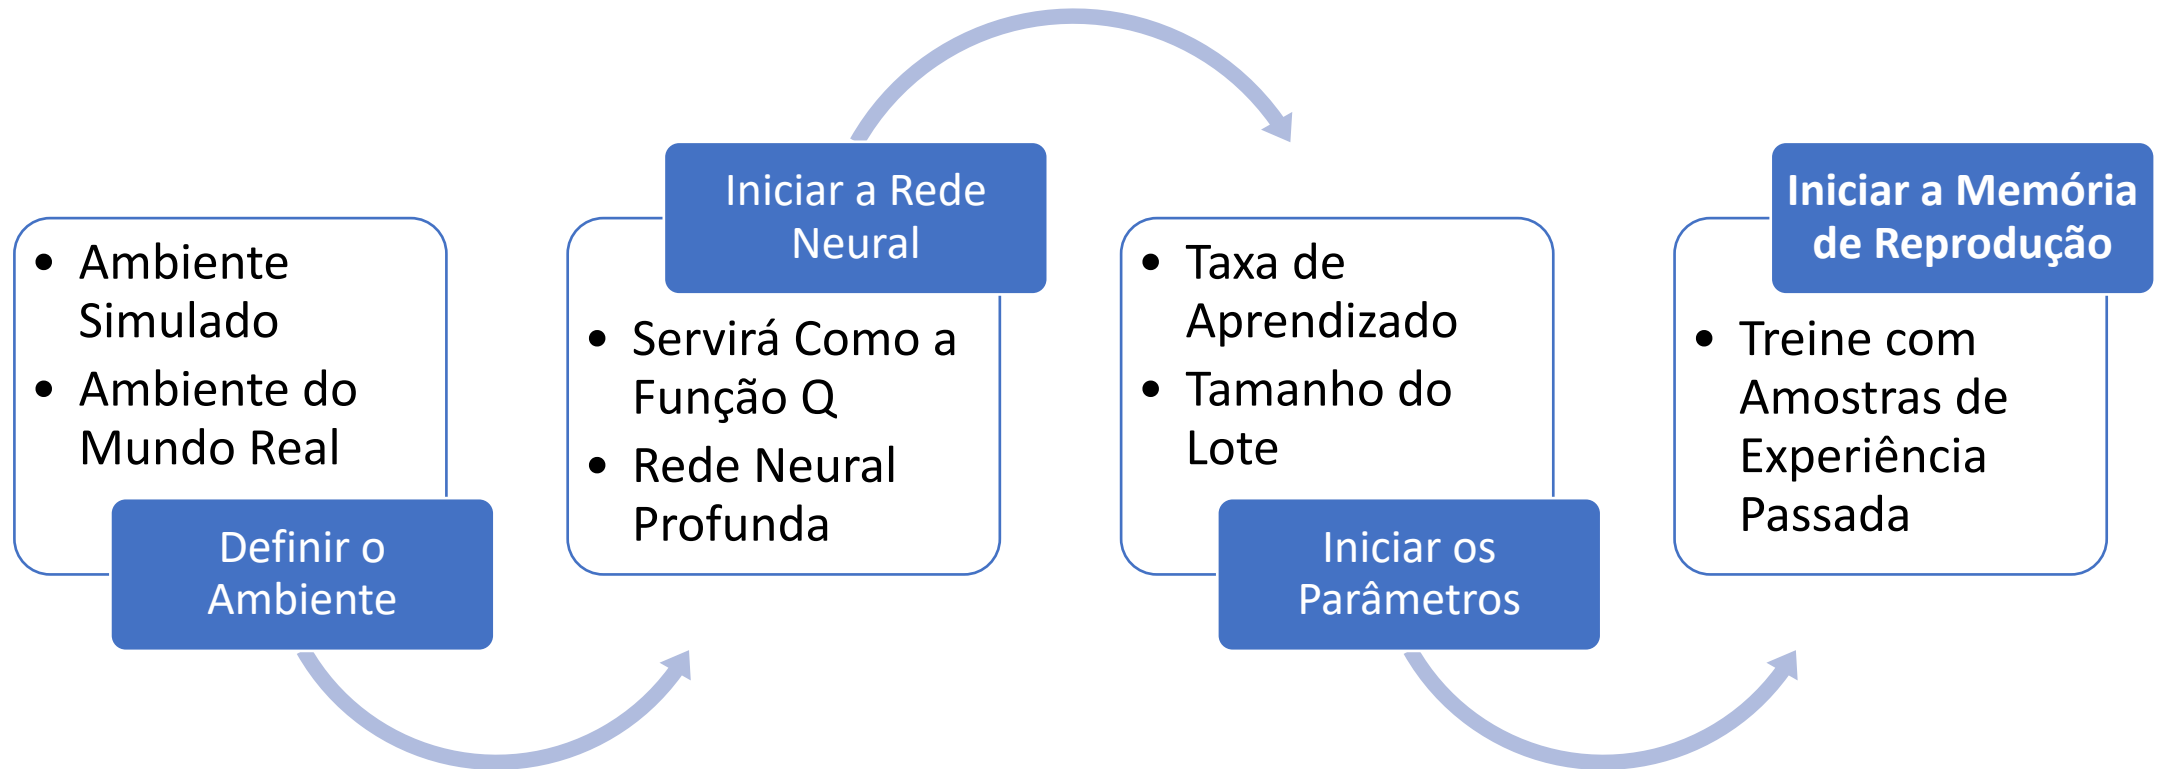 • Ambiente
Simulado
• Ambiente do
Mundo Real
Definir o
Ambiente
Iniciar a Rede
Neural
• Servirá Como a
Função Q
• Rede Neural
Profunda
• Taxa de
Aprendizado
• Tamanho do
Lote
Iniciar os
Parâmetros
Iniciar a Memória
de Reprodução
• Treine com
Amostras de
Experiência
Passada